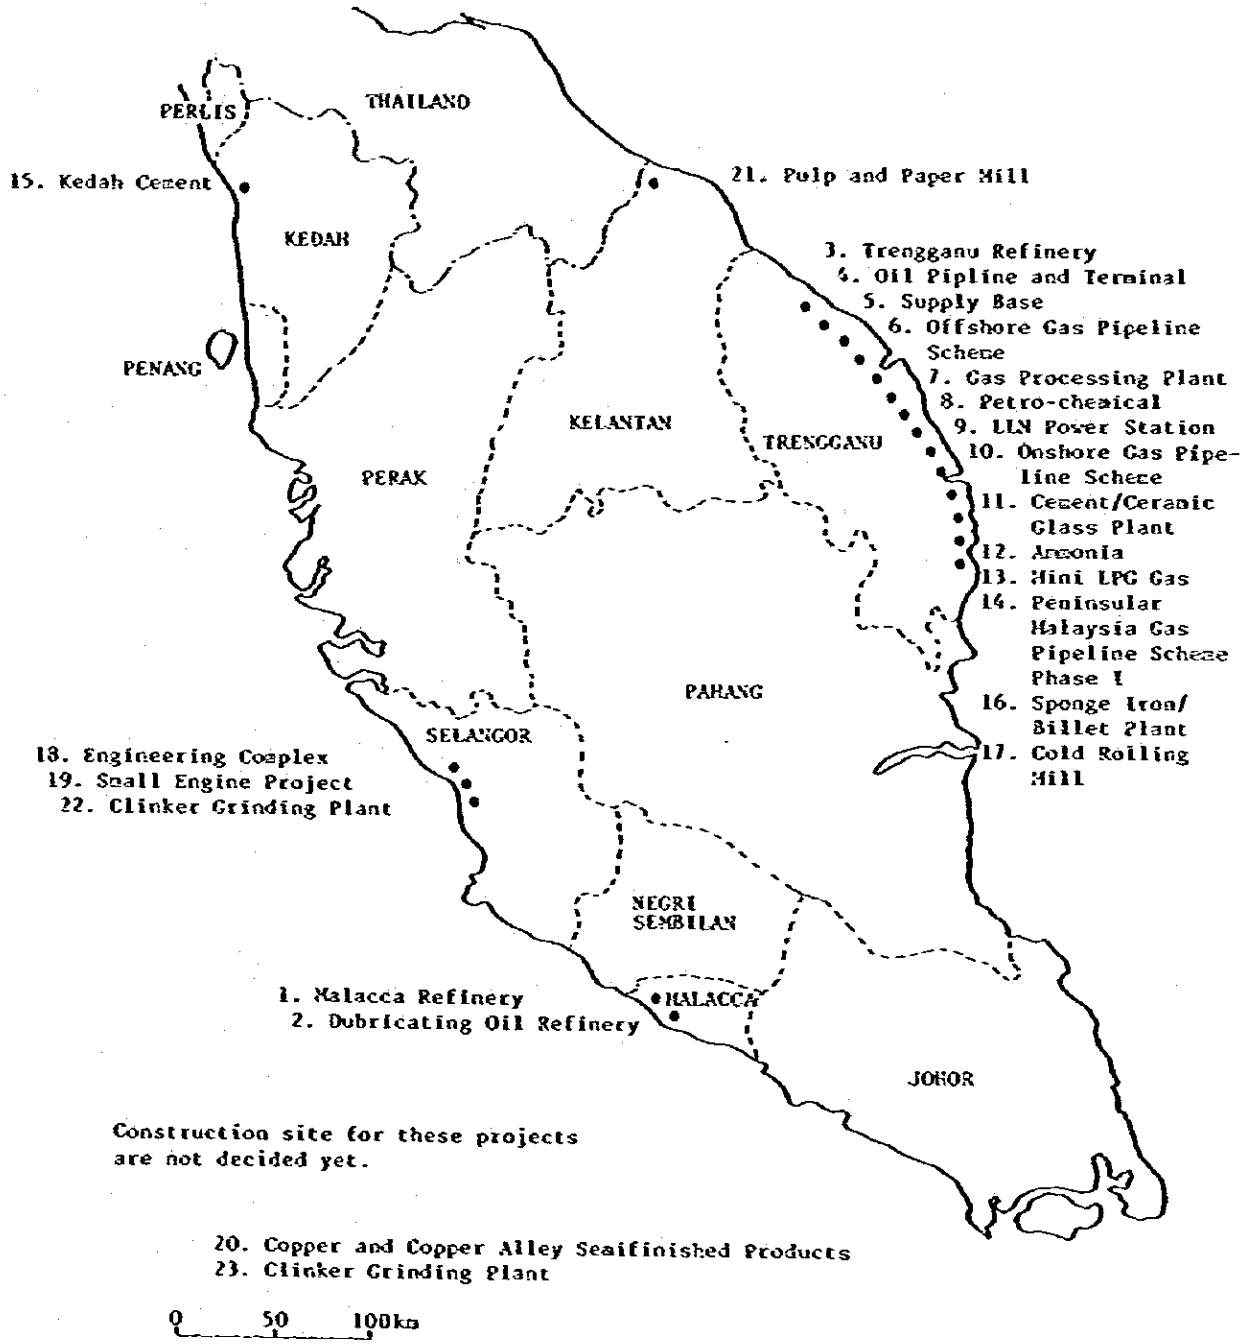 THAILAND
PERLIS
15. Kedah Cement
21. Pulp and Paper Mill
KEDAH
3. Trengganu Refinery
4. Oil Pipline and Terminal
5. Supply Base
6. Offshore Gas Pipeline
Scheme
PENANG
7. Gas Processing Plant
8. Petro-chemical
KELANTAN
TRENGGANU
9. LLN Power Station
10. Onshore Gas Pipe-
line Scheme
PERAK
11. Cement/Ceramic
Glass Plant
12. Amonia
13. Mini LPG Gas
14. Peninsular
Malaysia Gas
Pipeline Scheme
Phase I
PAHANG
16. Sponge Iron/
Billet Plant
17. Cold Rolling
Mill
SELANGOR
18. Engineering Complex
19. Small Engine Project
22. Clinker Grinding Plant
NEGRI
SEMBILAN
1. Malacca Refinery
2. Dubricating Oil Refinery
MALACCA
JOHOR
Construction site for these projects
are not decided yet.
20. Copper and Copper Alley Semifinished Products
23. Clinker Grinding Plant
0 50 100km